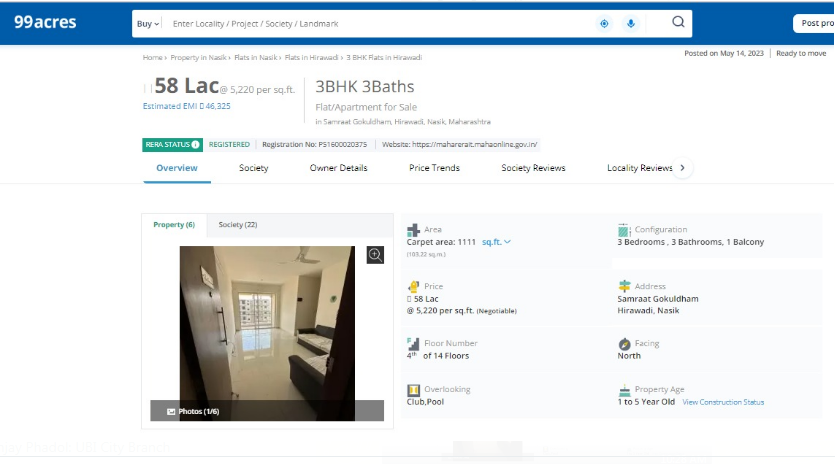 99acres
Buy
Enter Locality / Project / Society / Landmark
Post pro
Home › Property in Nasik › Flats in Nasik › Flats in Hirawadi › 3 BHK Flats in Hirawadi
Posted on May 14, 2023 | Ready to move
58 Lac @ 5,220 per sq.ft.
Estimated EMI 46,325
3BHK 3Baths
Flat/Apartment for Sale
in Samraat Gokuldham, Hirawadi, Nasik, Maharashtra
RERA STATUS REGISTERED | Registration No: P51600020375 | Website: https://maharerait.mahaonline.gov.in/
Overview Society Owner Details Price Trends Society Reviews Locality Reviews
Property (6) Society (22)
Photos (1/6)
Area
Carpet area: 1111 sq.ft.
(103.22 sq.m.)
Configuration
3 Bedrooms , 3 Bathrooms, 1 Balcony
Price
58 Lac
@ 5,220 per sq.ft. (Negotiable)
Address
Samraat Gokuldham
Hirawadi, Nasik
Floor Number
4th of 14 Floors
Facing
North
Overlooking
Club,Pool
Property Age
1 to 5 Year Old View Construction Status